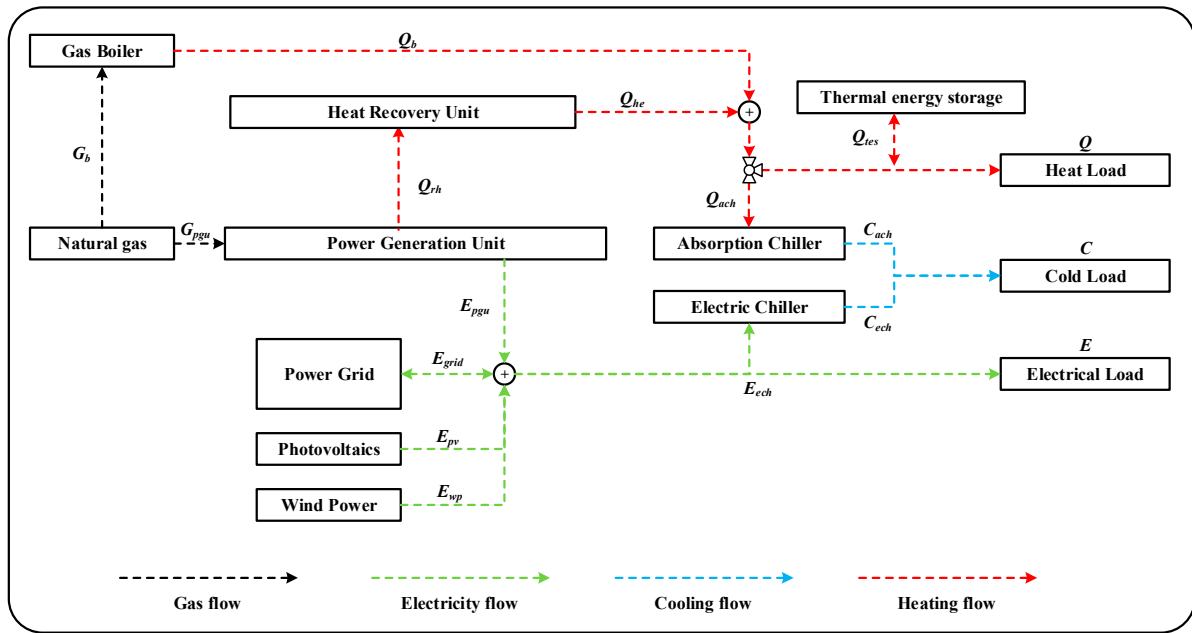 Gas Boiler
Q_b
Heat Recovery Unit
Q_he
+
Thermal energy storage
G_b
Q_rh
Q_tes
Q
Heat Load
Q_ach
Natural gas
G_pgu
Power Generation Unit
Absorption Chiller
C_ach
C
Cold Load
E_pgu
Electric Chiller
C_ech
Power Grid
E_grid
+
E_ech
E
Electrical Load
Photovoltaics
E_pv
Wind Power
E_wp
Gas flow
Electricity flow
Cooling flow
Heating flow